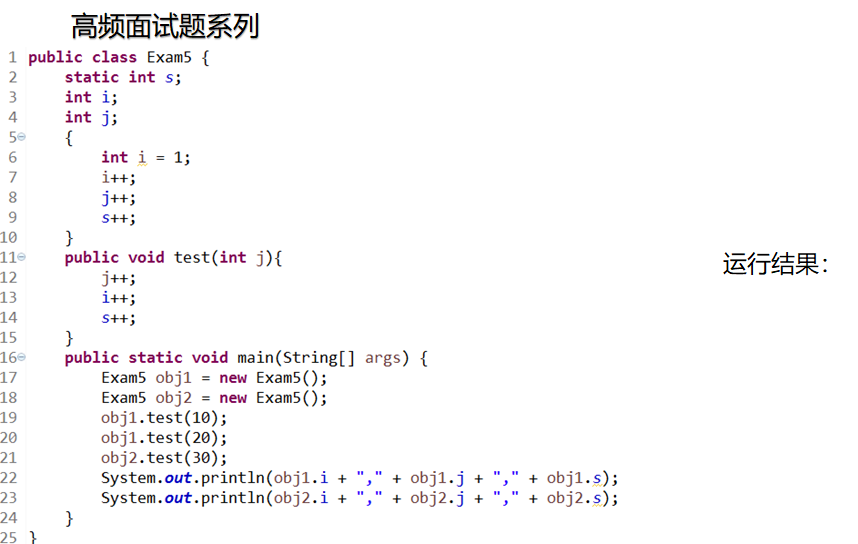 高频面试题系列
1 public class Exam5 {
2     static int s;
3     int i;
4     int j;
5     {
6         int i = 1;
7         i++;
8         j++;
9         s++;
10     }
11     public void test(int j){
12         j++;
13         i++;
14         s++;
15     }
16     public static void main(String[] args) {
17         Exam5 obj1 = new Exam5();
18         Exam5 obj2 = new Exam5();
19         obj1.test(10);
20         obj1.test(20);
21         obj2.test(30);
22         System.out.println(obj1.i + "," + obj1.j + "," + obj1.s);
23         System.out.println(obj2.i + "," + obj2.j + "," + obj2.s);
24     }
25 }
运行结果：